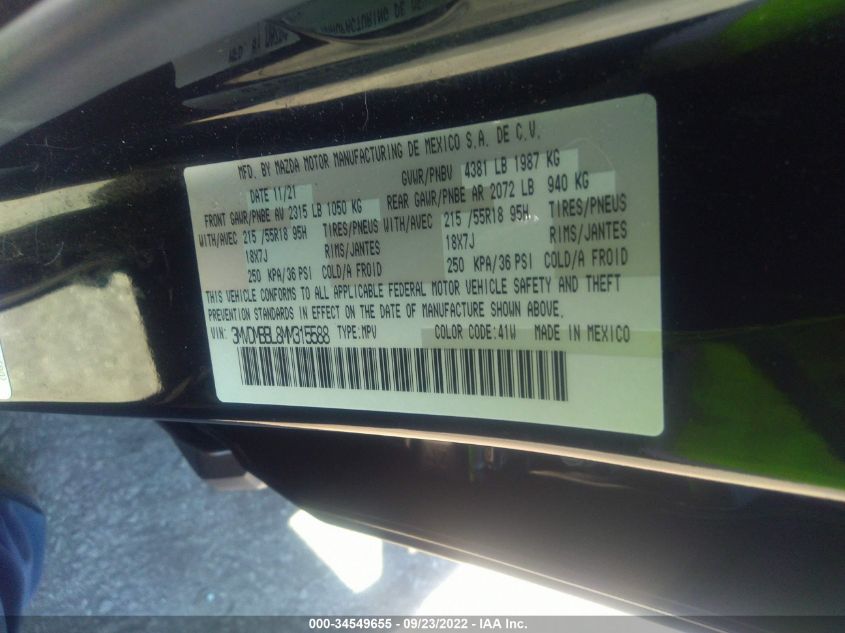 MFD. BY MAZDA MOTOR MANUFACTURING DE MEXICO S.A. DE C.V.
DATE 11/21 GVWR/PNBV 4381 LB 1987 KG
FRONT GAWR/PNBE AV 2315 LB 1050 KG REAR GAWR/PNBE AR 2072 LB 940 KG
WITH/AVEC 215 /55R18 95H TIRES/PNEUS WITH/AVEC 215 /55R18 95H TIRES/PNEUS
18X7J RIMS/JANTES 18X7J RIMS/JANTES
250 KPA/36 PSI COLD/A FROID 250 KPA/36 PSI COLD/A FROID
THIS VEHICLE CONFORMS TO ALL APPLICABLE FEDERAL MOTOR VEHICLE SAFETY AND THEFT
PREVENTION STANDARDS IN EFFECT ON THE DATE OF MANUFACTURE SHOWN ABOVE.
VIN: 3MVDMBBL8MM315588 TYPE:MPV COLOR CODE:41W MADE IN MEXICO
000-34549655 - 09/23/2022 - IAA Inc.